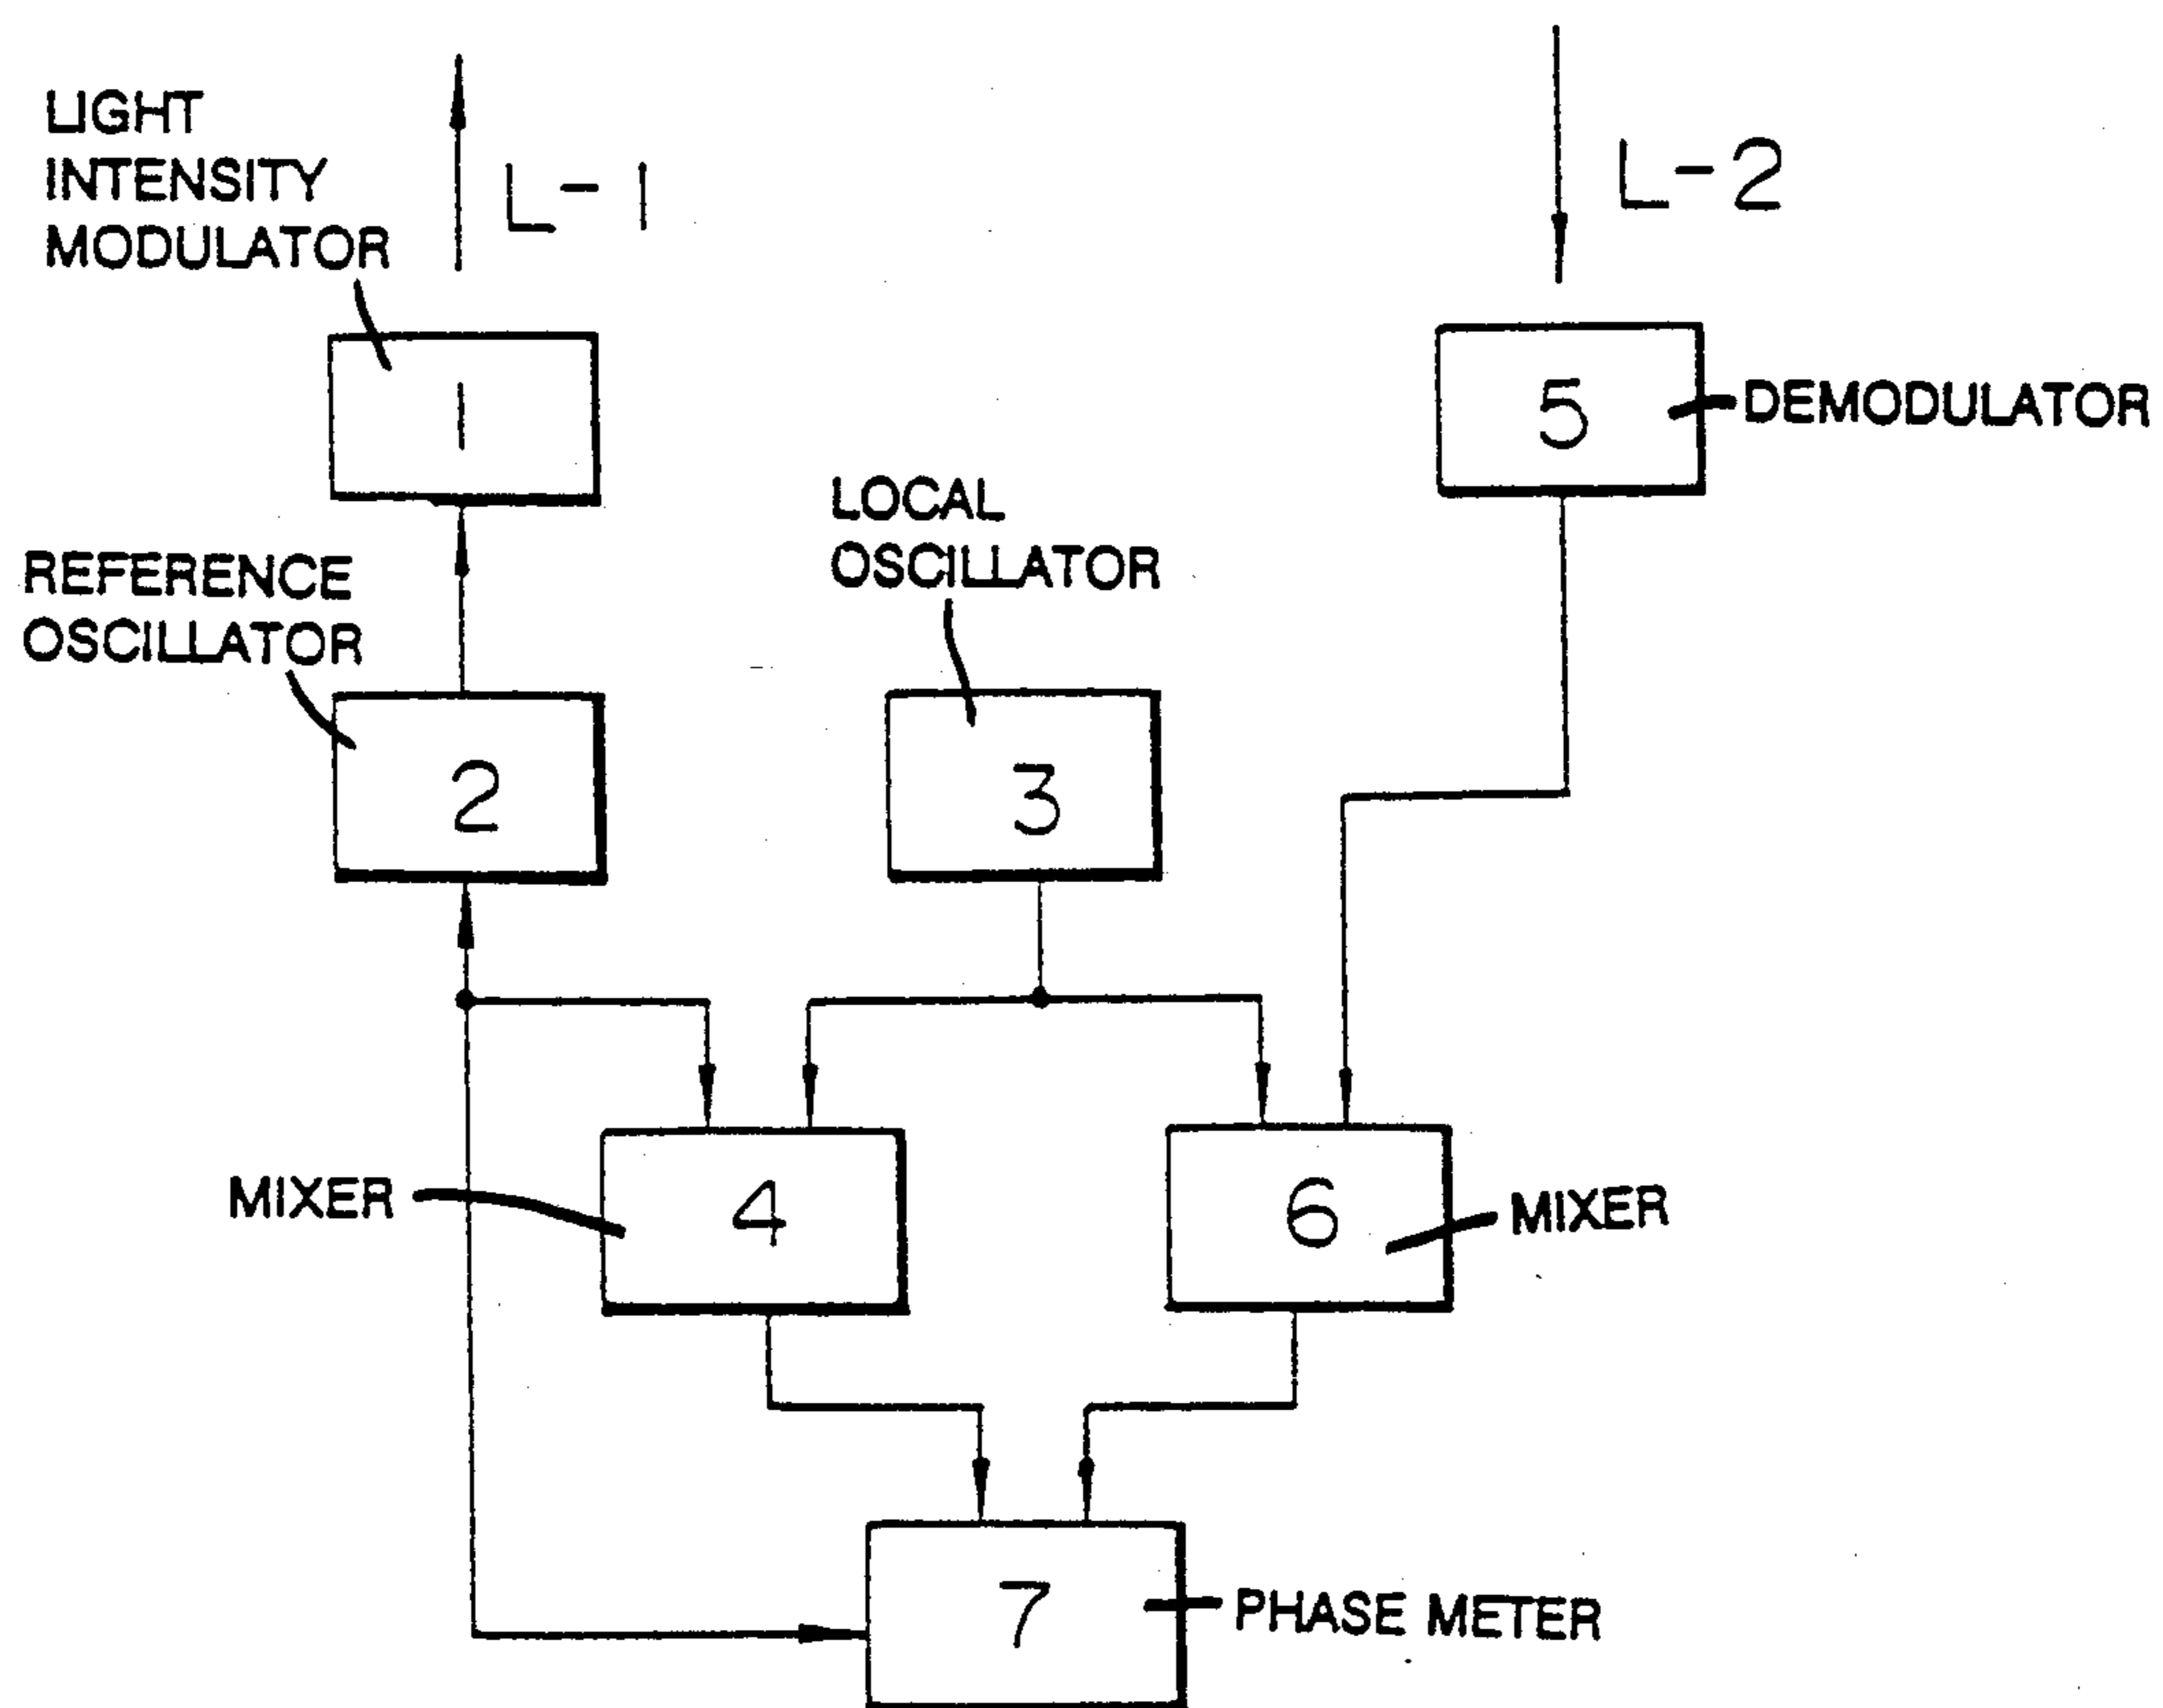 LIGHT
INTENSITY
MODULATOR
L-1
L-2
1
5
DEMODULATOR
LOCAL
OSCILLATOR
REFERENCE
OSCILLATOR
2
3
MIXER
4
6
MIXER
7
PHASE METER